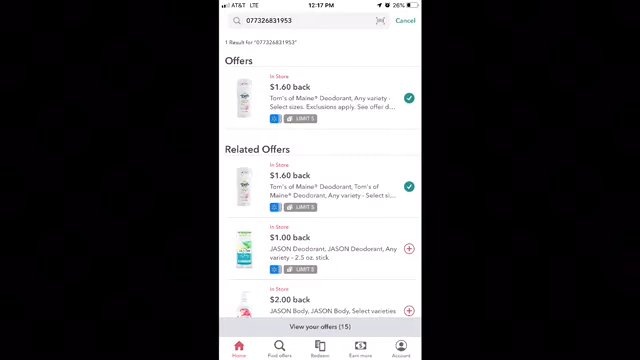 AT&T LTE 12:17 PM 26%
077326831953 Cancel
1 Result for "077326831953"
Offers
In Store
$1.60 back
Tom's of Maine® Deodorant, Any variety -
Select sizes. Exclusions apply. See offer d...
LIMIT 5
Related Offers
In Store
$1.60 back
Tom's of Maine® Deodorant, Tom's of
Maine® Deodorant, Any variety - Select si...
LIMIT 5
In Store
$1.00 back
JASON Deodorant, JASON Deodorant, Any
variety - 2.5 oz. stick
LIMIT 5
In Store
$2.00 back
JASON Body, JASON Body, Select varieties
View your offers (15)
Home Find offers Redeem Earn more Account